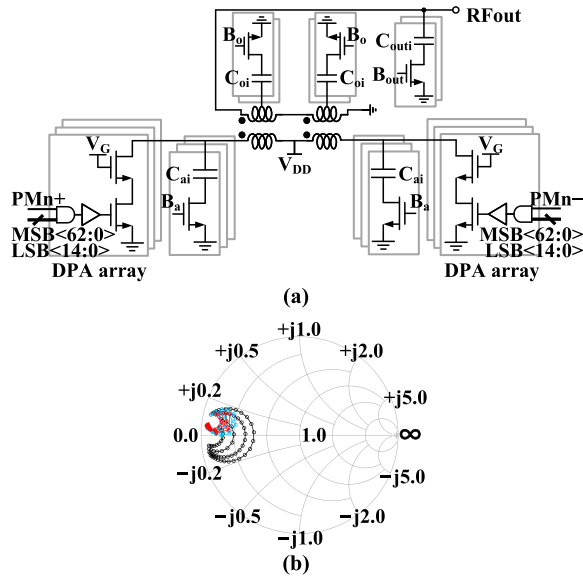 RFout
Bo Bo Couti
Coi Coi Bout
VG VDD VG
Cai Cai
PMn+ Ba Ba PMn−
MSB<62:0> MSB<62:0>
LSB<14:0> LSB<14:0>
DPA array DPA array
(a)
+j1.0
+j0.5 +j2.0
+j0.2 +j5.0
0.0 1.0 ∞
−j0.2 −j5.0
−j0.5 −j2.0
−j1.0
(b)